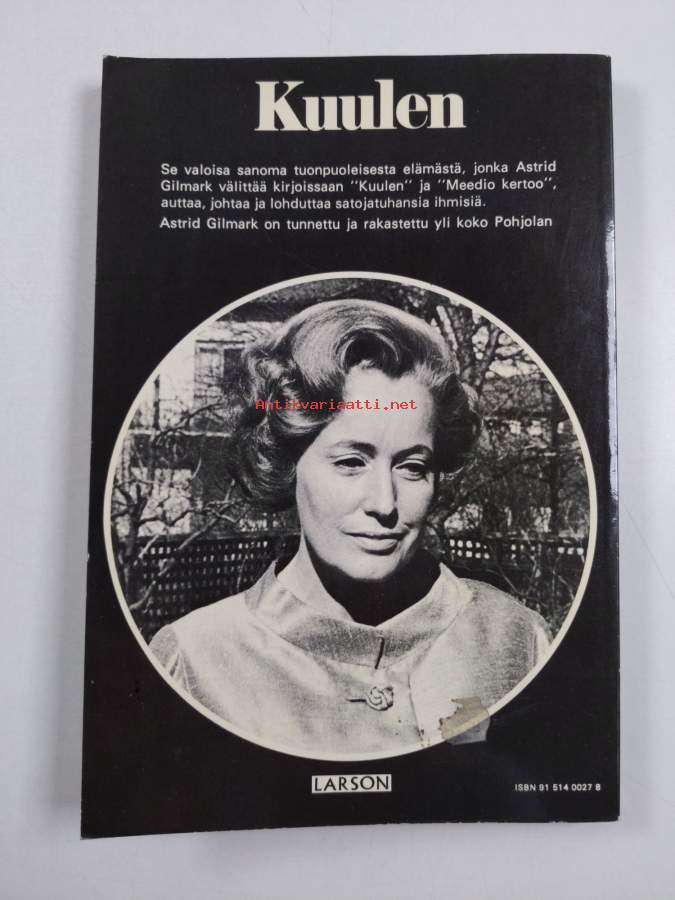 Kuulen
Se valoisa sanoma tuonpuoleisesta elämästä, jonka Astrid
Gilmark välittää kirjoissaan "Kuulen" ja "Meedio kertoo",
auttaa, johtaa ja lohduttaa satojatuhansia ihmisiä.
Astrid Gilmark on tunnettu ja rakastettu yli koko Pohjolan
Antikvariaatti.net
LARSON
ISBN 91 514 0027 8